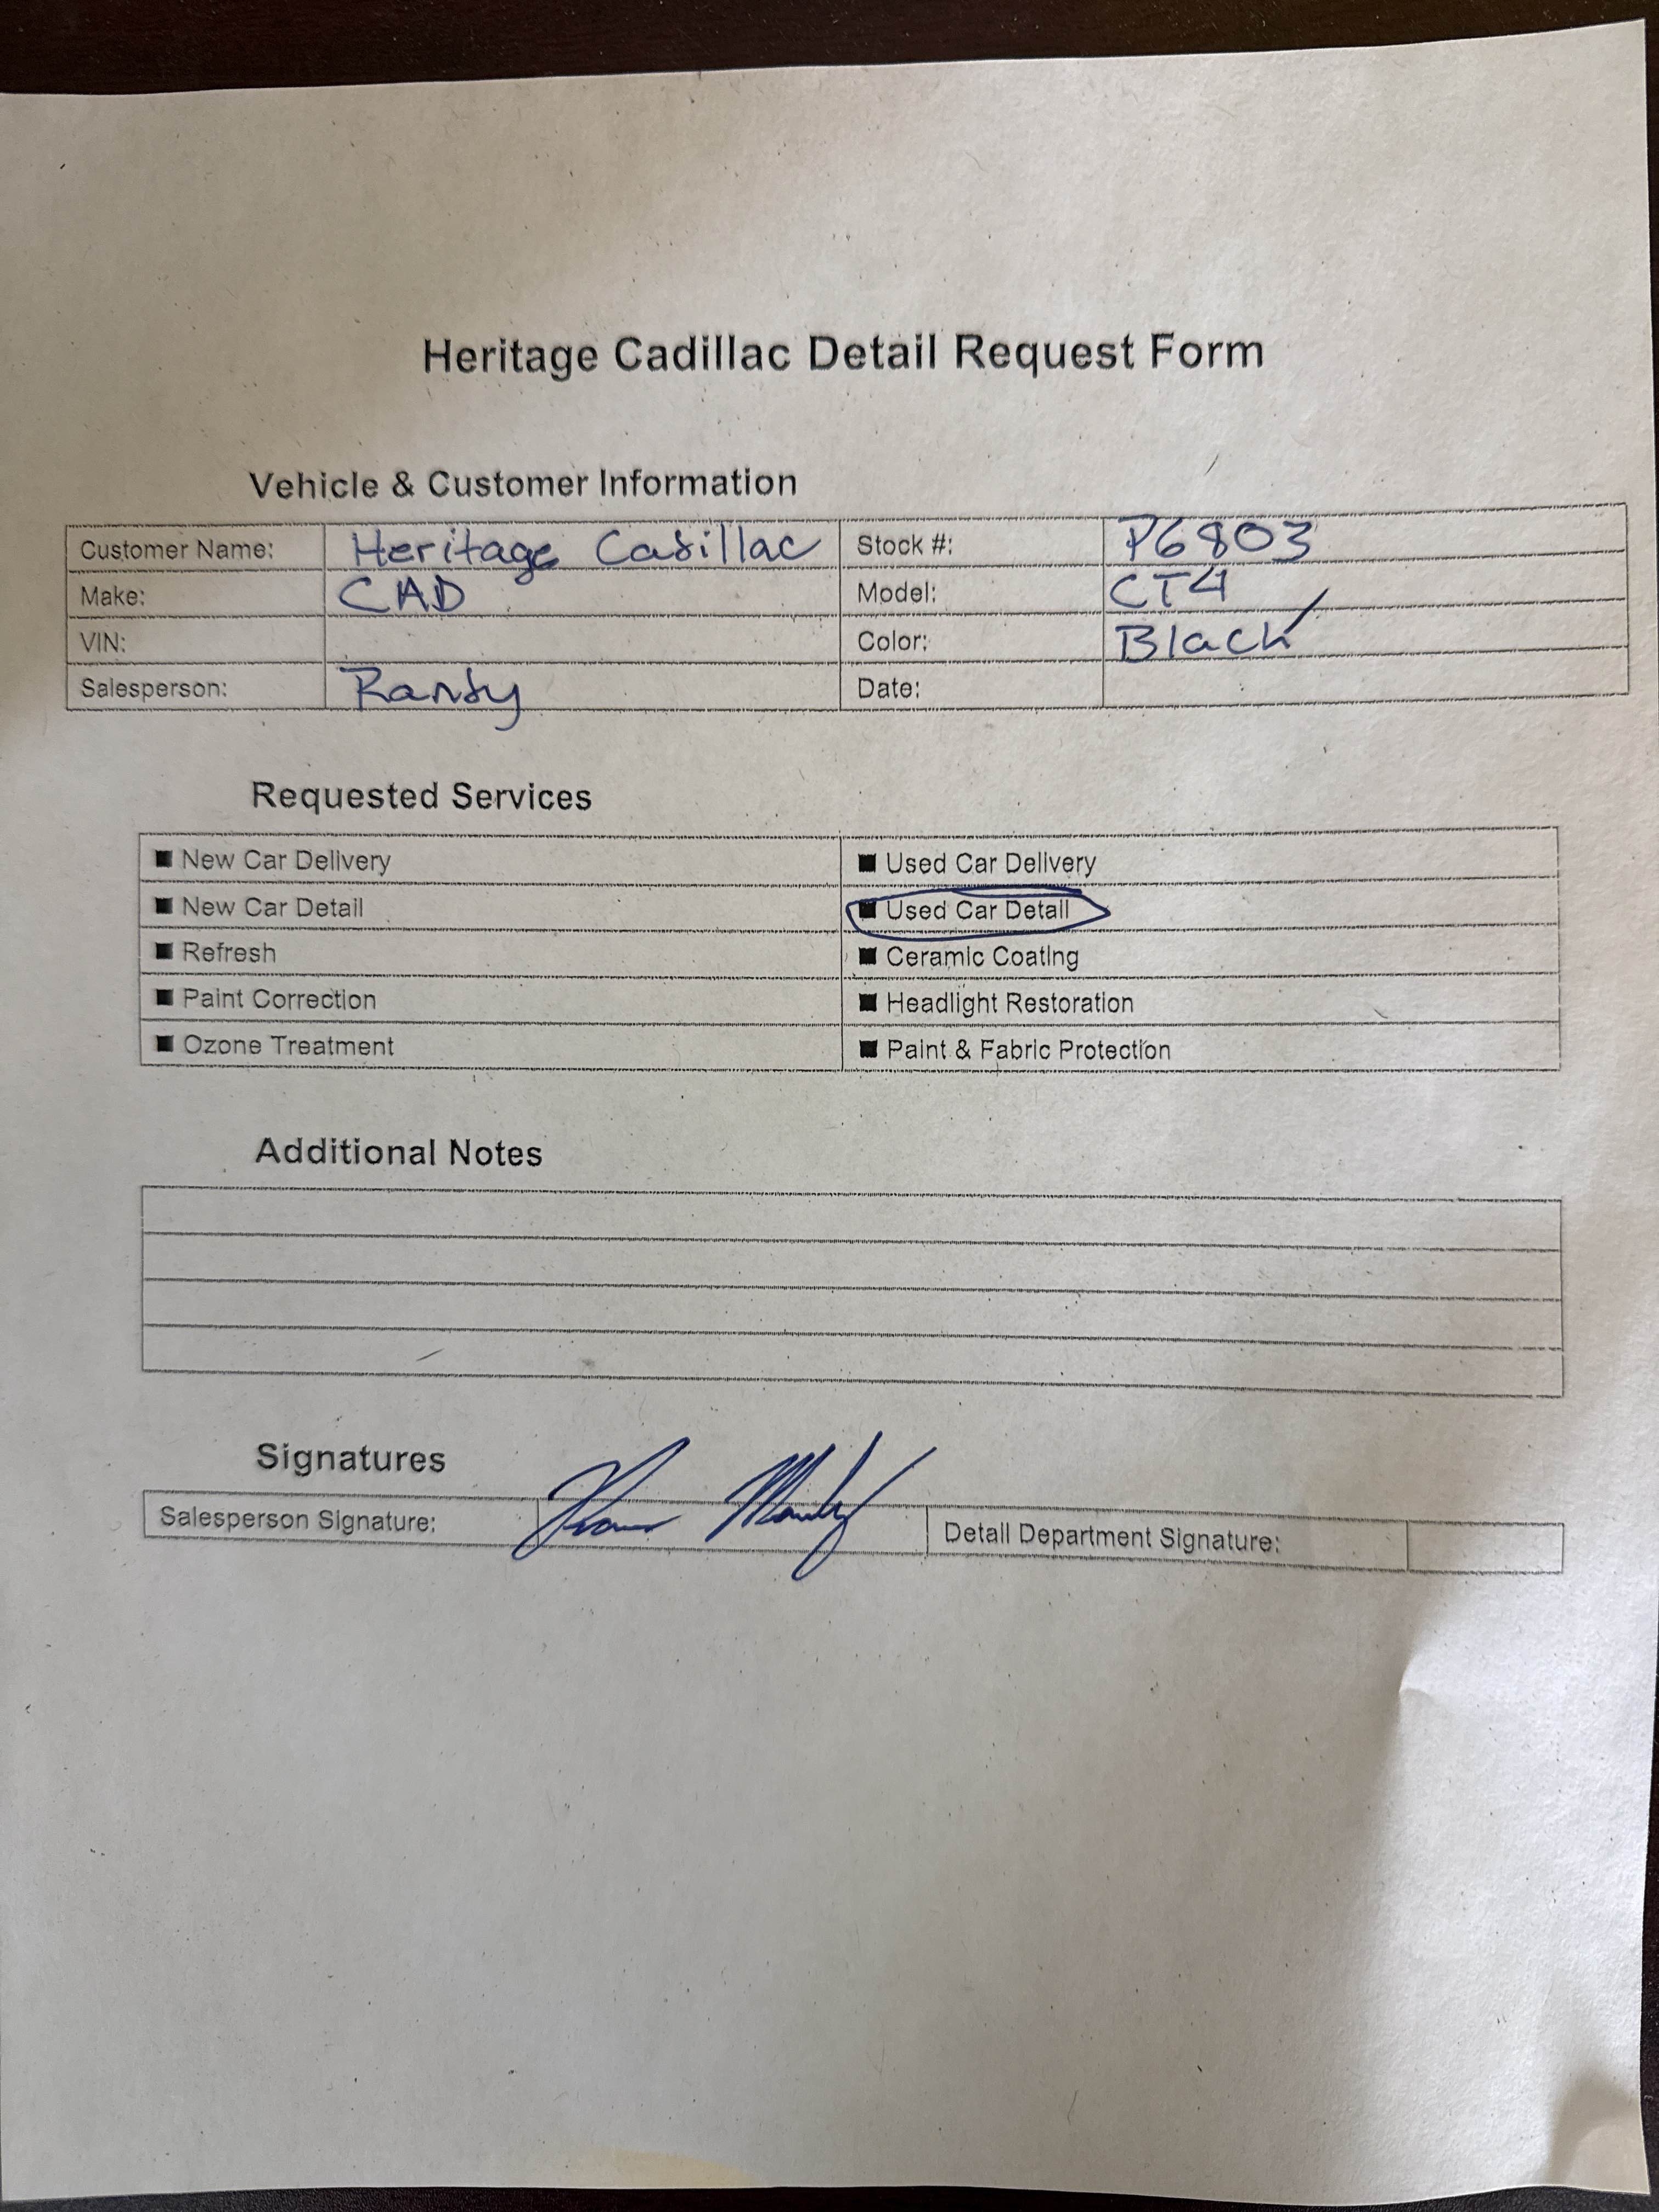 Heritage Cadillac Detail Request Form
Vehicle & Customer Information
Customer Name: Heritage Cadillac Stock #: P6803
Make: CAD Model: CT4
VIN: Color: Black
Salesperson: Randy Date:
Requested Services
■ New Car Delivery ■ Used Car Delivery
■ New Car Detail ■ Used Car Detail
■ Refresh ■ Ceramic Coating
■ Paint Correction ■ Headlight Restoration
■ Ozone Treatment ■ Paint & Fabric Protection
Additional Notes
Signatures
Salesperson Signature: Detail Department Signature: